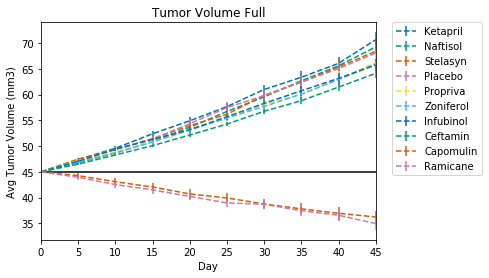 Tumor Volume Full
Avg Tumor Volume (mm3)
70
65
60
55
50
45
40
35
0
5
10
15
20
25
30
35
40
45
Day
Ketapril
Naftisol
Stelasyn
Placebo
Propriva
Zoniferol
Infubinol
Ceftamin
Capomulin
Ramicane